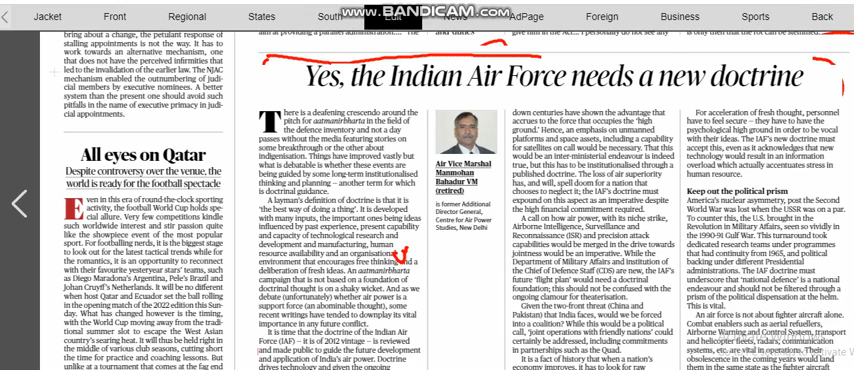 Jacket Front Regional States South Edit News AdPage Foreign Business Sports Back
www.BANDICAM.com
bring about a change, the petulant response of
stalling appointments is not the way. It has to
work towards an alternative mechanism, one
that does not have the perceived infirmities that
led to the invalidation of the earlier law. The NJAC
mechanism enabled the outnumbering of judi-
cial members by executive nominees. A better
system than the present one should avoid such
pitfalls in the name of executive primacy in judi-
cial appointments.
All eyes on Qatar
Despite controversy over the venue, the
world is ready for the football spectacle
Even in this era of round-the-clock sporting
activity, the football World Cup holds spe-
cial allure. Very few competitions kindle
such worldwide interest and stir passion quite
like the showpiece event of the most popular
sport. For footballing nerds, it is the biggest stage
to look out for the latest tactical trends while for
the romantics, it is an opportunity to reconnect
with their favourite yesteryear stars' teams, such
as Diego Maradona's Argentina, Pele's Brazil and
Johan Cruyff's Netherlands. It will be no different
when host Qatar and Ecuador set the ball rolling
in the opening match of the 2022 edition this Sun-
day. What has changed however is the timing,
with the World Cup moving away from the tradi-
tional summer slot to escape the West Asian
country's searing heat. It will thus be held right in
the middle of various club seasons, cutting short
the time for practice and coaching lessons. But
unlike at a tournament that comes at the fag end
Yes, the Indian Air Force needs a new doctrine
There is a deafening crescendo around the
pitch for aatmanirbharta in the field of
the defence inventory and not a day
passes without the media featuring stories on
some breakthrough or the other about
indigenisation. Things have improved vastly but
what is debatable is whether these events are
being guided by some long-term institutionalised
thinking and planning – another term for which
is doctrinal guidance.
A layman's definition of doctrine is that it is
'the best way of doing a thing'. It is developed
with many inputs, the important ones being ideas
influenced by past experience, present capability
and capacity of technological research and
development and manufacturing, human
resource availability and an organisational
environment that encourages free thinking and a
deliberation of fresh ideas. An aatmanirbharta
campaign that is not based on a foundation of
doctrinal thought is on a shaky wicket. And as we
debate (unfortunately) whether air power is a
support force (an abominable thought), some
recent writings have tended to downplay its vital
importance in any future conflict.
It is time that the doctrine of the Indian Air
Force (IAF) – it is of 2012 vintage – is reviewed
and made public to guide the future development
and application of India's air power. Doctrine
drives technology and given the ongoing
Air Vice Marshal
Manmohan
Bahadur VM
(retired)
is former Additional
Director General,
Centre for Air Power
Studies, New Delhi
down centuries have shown the advantage that
accrues to the force that occupies the 'high
ground.' Hence, an emphasis on unmanned
platforms and space assets, including a capability
for satellites on call would be necessary. That this
would be an inter-ministerial endeavour is indeed
true, but this has to be institutionalised through a
published doctrine. The loss of air superiority
has, and will, spell doom for a nation that
chooses to neglect it; the IAF's doctrine must
expound on this aspect as an imperative despite
the high financial commitment required.
A call on how air power, with its niche strike,
Airborne Intelligence, Surveillance and
Reconnaissance (ISR) and precision attack
capabilities would be merged in the drive towards
jointness would be an imperative. While the
Department of Military Affairs and institution of
the Chief of Defence Staff (CDS) are new, the IAF's
future 'flight plan' would need a doctrinal
foundation; this should not be confused with the
ongoing clamour for theaterisation.
Given the two-front threat (China and
Pakistan) that India faces, would we be forced
into a coalition? While this would be a political
call, 'joint operations with friendly nations' could
certainly be addressed, including commitments
in partnerships such as the Quad.
It is a fact of history that when a nation's
economy improves, it has to look for raw
For acceleration of fresh thought, personnel
have to feel secure – they have to have the
psychological high ground in order to be vocal
with their ideas. The IAF's new doctrine must
accept this, even as it acknowledges that new
technology would result in an information
overload which actually accentuates stress in
human resource.
Keep out the political prism
America's nuclear asymmetry, post the Second
World War was lost when the USSR was on a par.
To counter this, the U.S. brought in the
Revolution in Military Affairs, seen so vividly in
the 1990-91 Gulf War. This turnaround took
dedicated research teams under programmes
that had continuity from 1965, and political
backing under different Presidential
administrations. The IAF doctrine must
underscore that 'national defence' is a national
endeavour and should not be filtered through a
prism of the political dispensation at the helm.
This is vital.
An air force is not about fighter aircraft alone.
Combat enablers such as aerial refuellers,
Airborne Warning and Control System, transport
and helicopter fleets, radars, communication
systems, etc. are vital in operations. Their
obsolescence in the coming years would land
them in the same state as the fighter aircraft